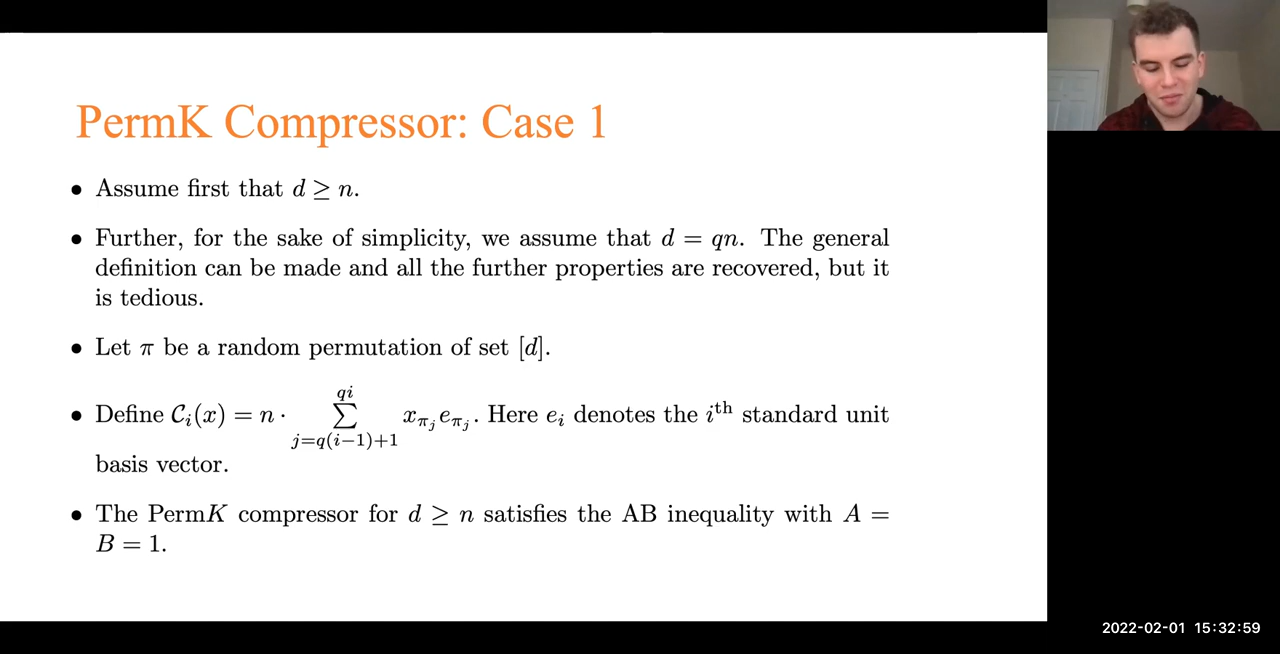 PermK Compressor: Case 1
• Assume first that d ≥ n.
• Further, for the sake of simplicity, we assume that d = qn. The general
definition can be made and all the further properties are recovered, but it
is tedious.
• Let π be a random permutation of set [d].
• Define 𝒞ᵢ(x) = n · ∑_{j=q(i−1)+1}^{qi} x_{π_j} e_{π_j}. Here e_i denotes the i^{th} standard unit
basis vector.
• The PermK compressor for d ≥ n satisfies the AB inequality with A =
B = 1.
2022-02-01 15:32:59